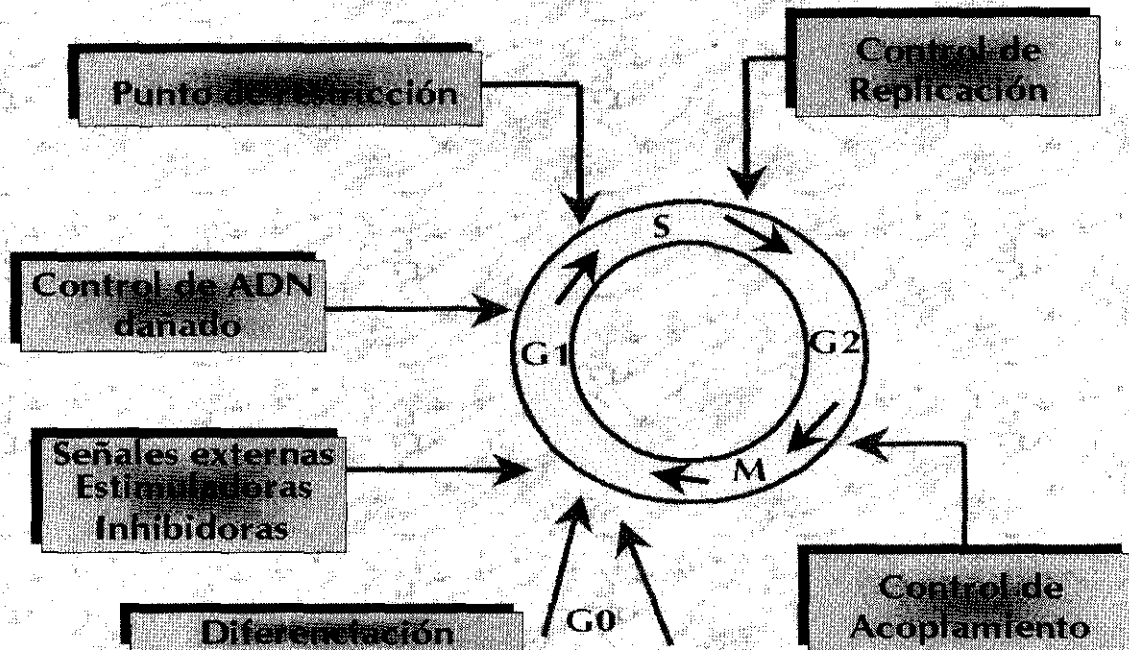 Punto de restricción
Control de
Replicación
S
Control de ADN
dañado
G1
G2
Señales externas
Estimuladoras
Inhibidoras
M
Control de
Acoplamiento
G0
Diferenciación